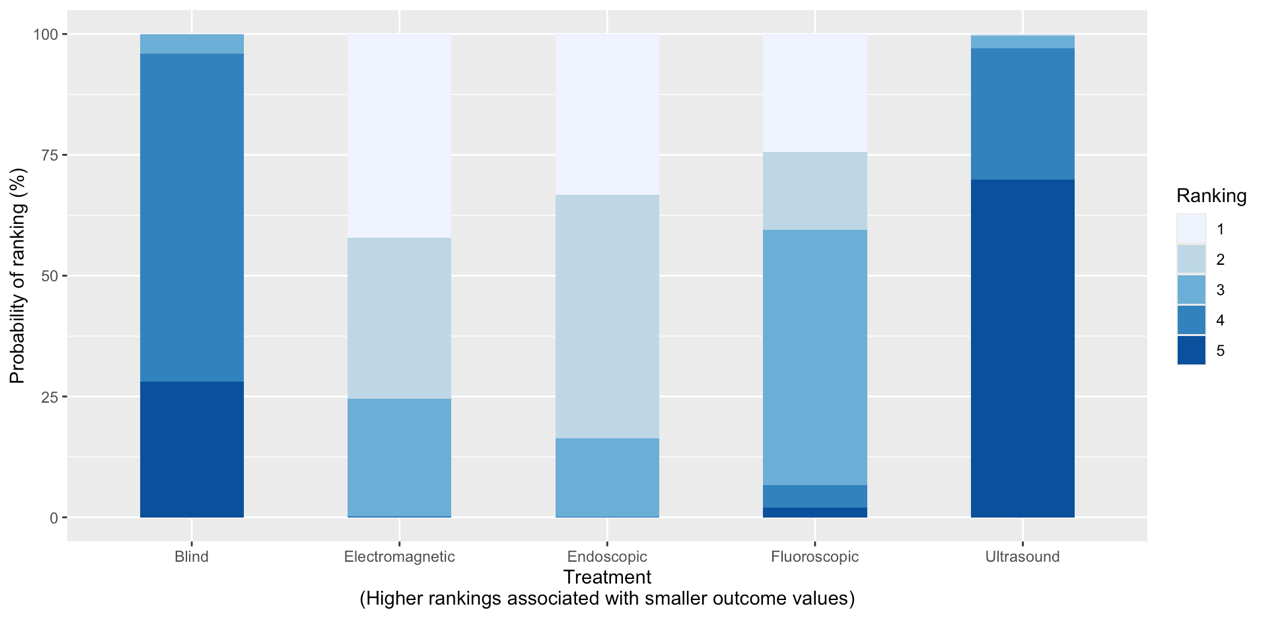 Probability of ranking (%)
100
75
50
25
0
Blind
Electromagnetic
Endoscopic
Fluoroscopic
Ultrasound
Treatment
(Higher rankings associated with smaller outcome values)
Ranking
1
2
3
4
5